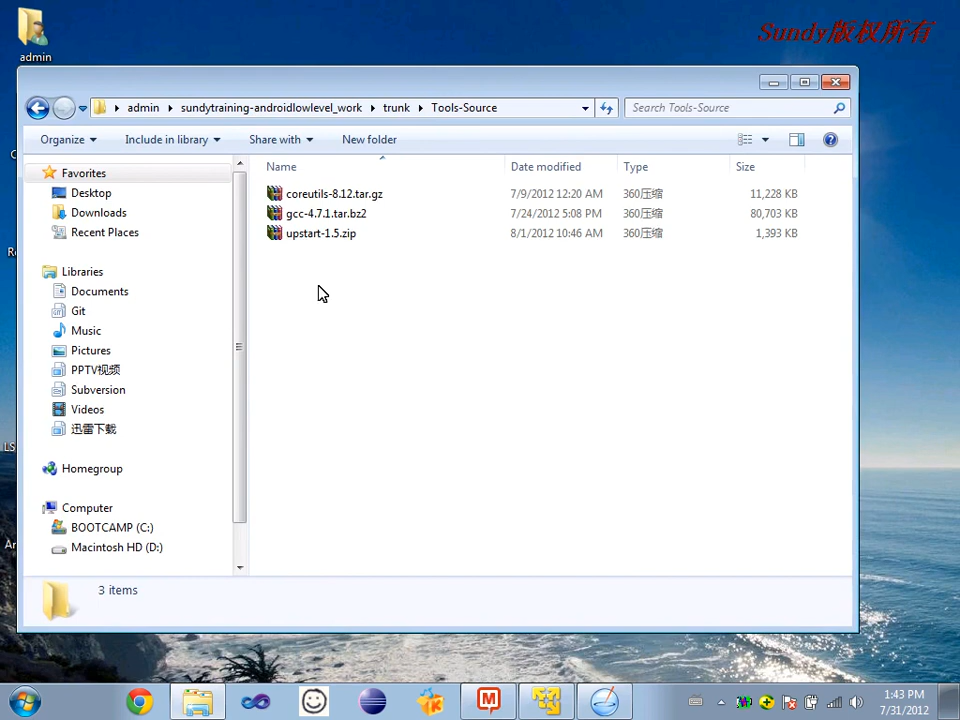 Sundy版权所有
admin
admin
sundytraining-androidlowlevel_work
trunk
Tools-Source
Search Tools-Source
Organize
Include in library
Share with
New folder
Name
Date modified
Type
Size
Favorites
Desktop
Downloads
Recent Places
Libraries
Documents
Git
Music
Pictures
PPTV视频
Subversion
Videos
迅雷下载
Homegroup
Computer
BOOTCAMP (C:)
Macintosh HD (D:)
coreutils-8.12.tar.gz 7/9/2012 12:20 AM 360压缩 11,228 KB
gcc-4.7.1.tar.bz2 7/24/2012 5:08 PM 360压缩 80,703 KB
upstart-1.5.zip 8/1/2012 10:46 AM 360压缩 1,393 KB
3 items
LS
1:43 PM
7/31/2012